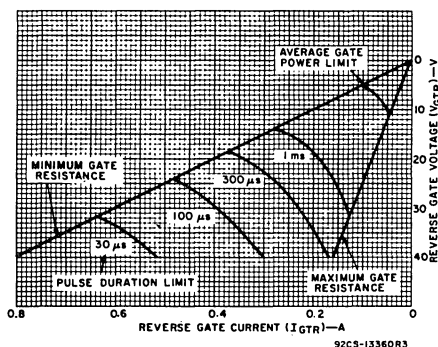 AVERAGE GATE
POWER LIMIT
0
10
20
30
40
REVERSE GATE VOLTAGE (VGTR)—V
MINIMUM GATE
RESISTANCE
1 ms
300 µs
100 µs
30 µs
PULSE DURATION LIMIT
MAXIMUM GATE
RESISTANCE
0.8
0.6
0.4
0.2
0
REVERSE GATE CURRENT (IGTR)—A
92CS-13360R3